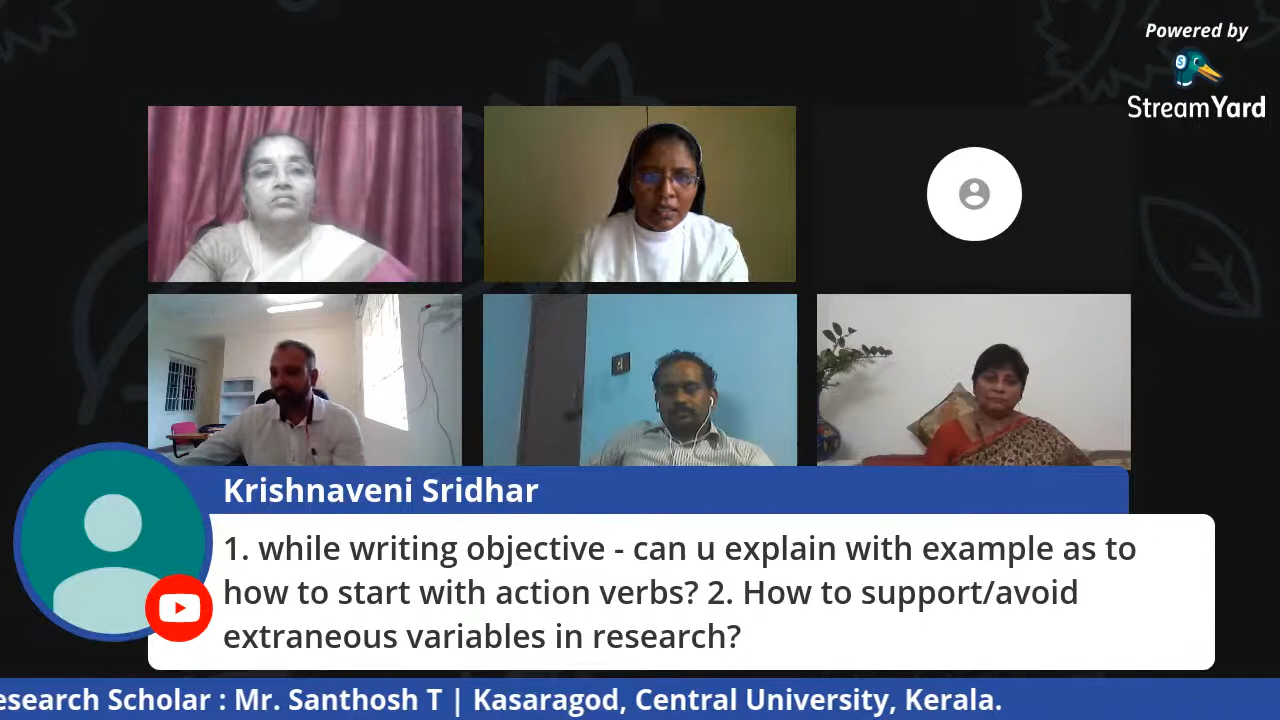 Powered by
StreamYard
Krishnaveni Sridhar
1. while writing objective - can u explain with example as to
how to start with action verbs? 2. How to support/avoid
extraneous variables in research?
esearch Scholar : Mr. Santhosh T | Kasaragod, Central University, Kerala.